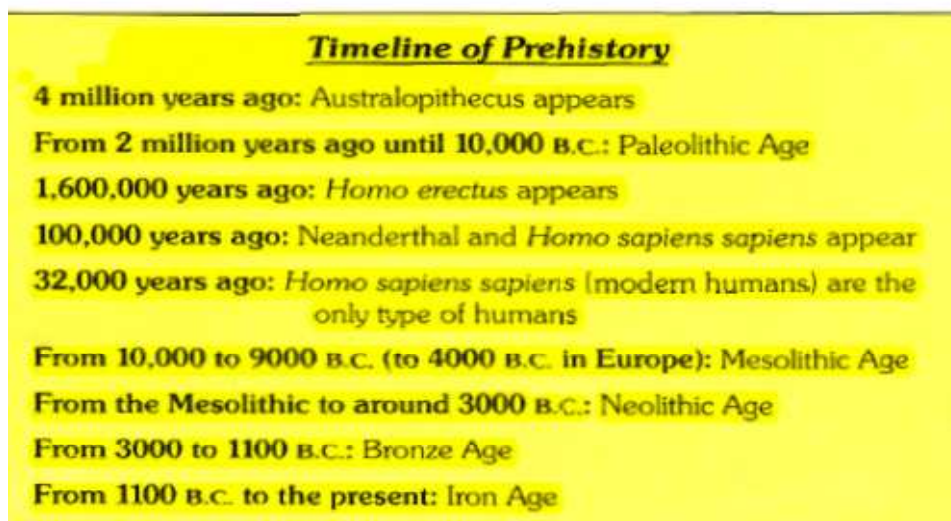 Timeline of Prehistory
4 million years ago: Australopithecus appears
From 2 million years ago until 10,000 B.C.: Paleolithic Age
1,600,000 years ago: Homo erectus appears
100,000 years ago: Neanderthal and Homo sapiens sapiens appear
32,000 years ago: Homo sapiens sapiens (modern humans) are the
only type of humans
From 10,000 to 9000 B.C. (to 4000 B.C. in Europe): Mesolithic Age
From the Mesolithic to around 3000 B.C.: Neolithic Age
From 3000 to 1100 B.C.: Bronze Age
From 1100 B.C. to the present: Iron Age